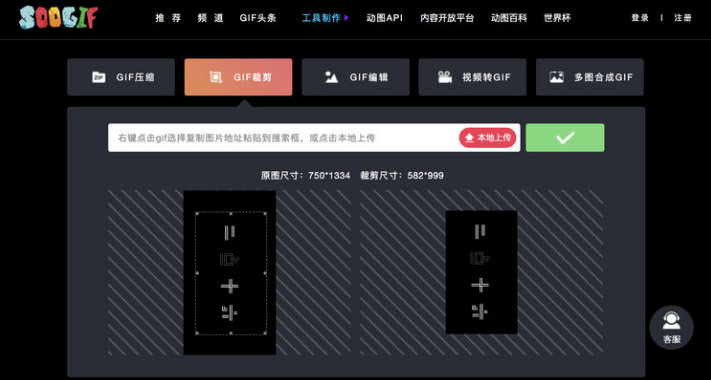 SOOGIF
推荐 频道 GIF头条 工具制作 动图API 内容开放平台 动图百科 世界杯 登录 | 注册
ZIP GIF压缩 GIF裁剪 GIF编辑 视频转GIF 多图合成GIF
右键点击gif选择复制图片地址粘贴到搜索框，或点击本地上传 本地上传
原图尺寸：750*1334 裁剪尺寸：582*999
客服